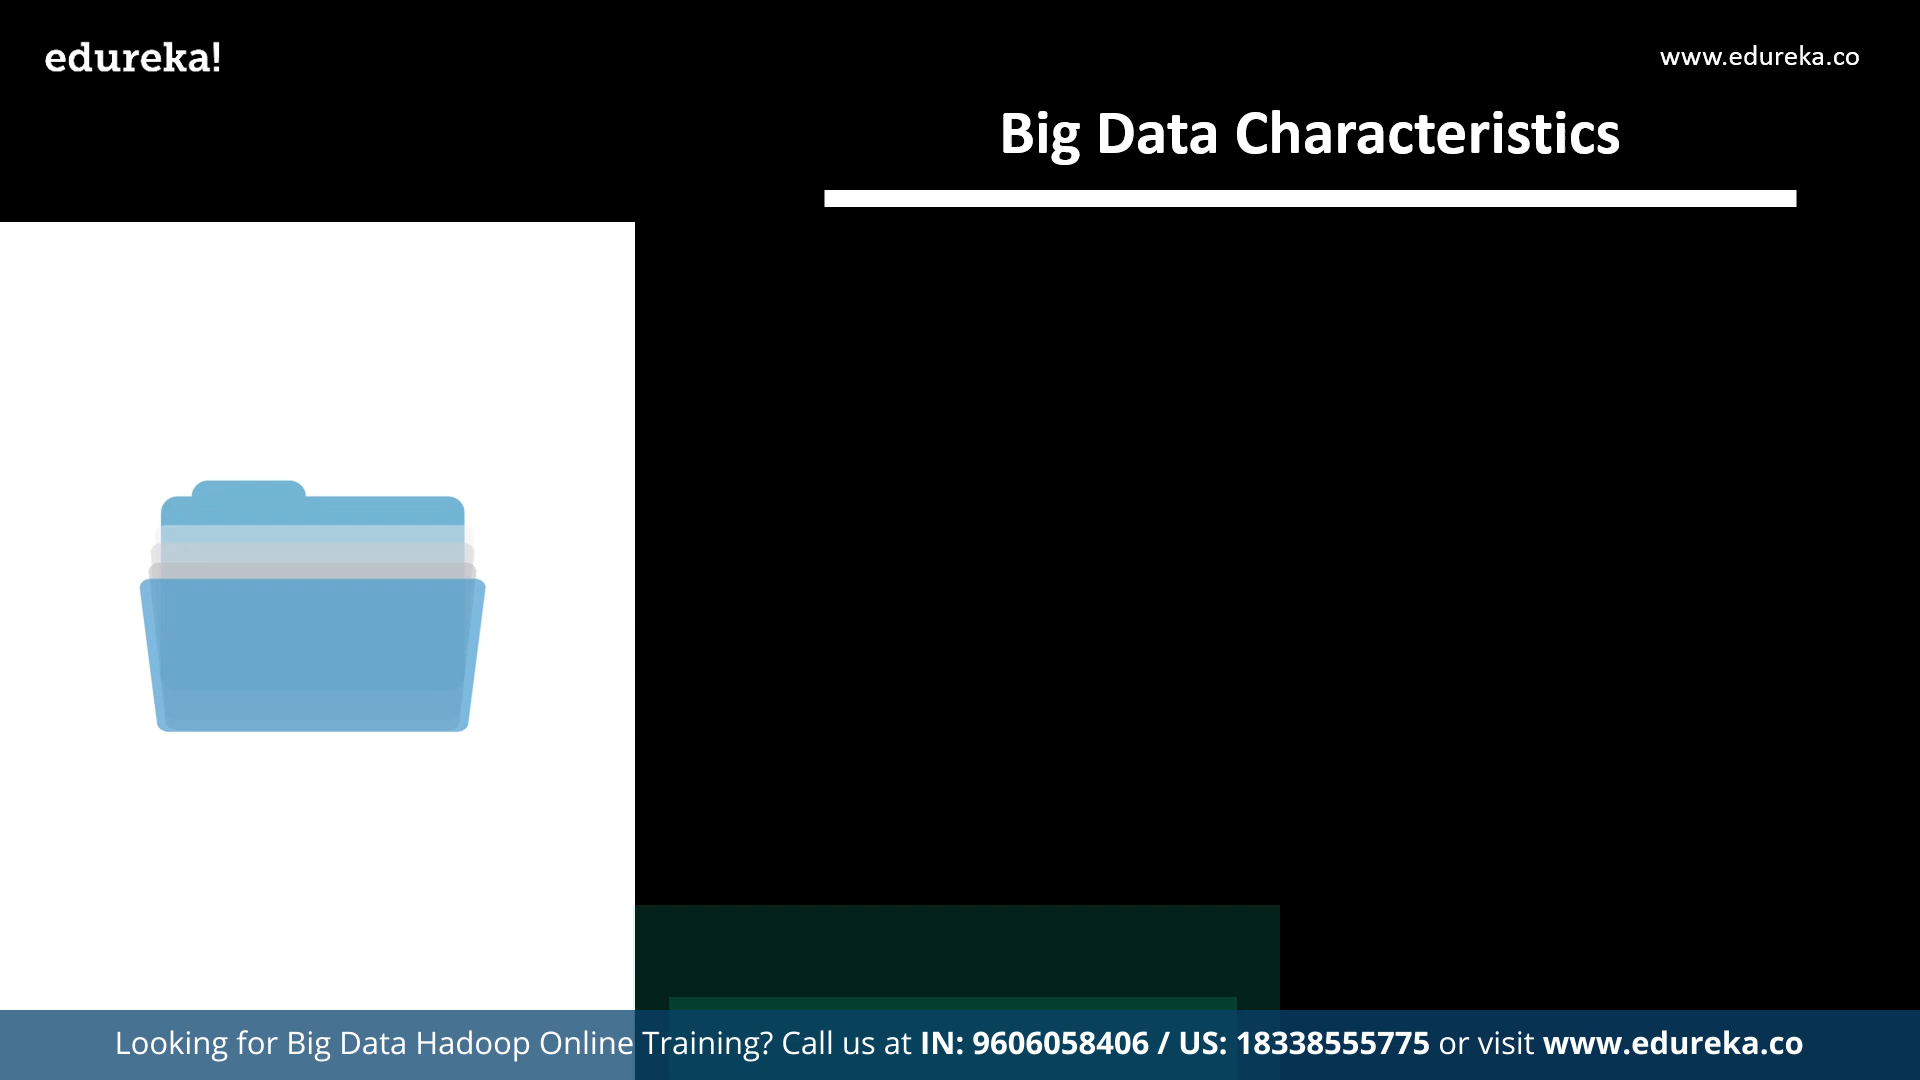 edureka!
www.edureka.co
Big Data Characteristics
Looking for Big Data Hadoop Online Training? Call us at IN: 9606058406 / US: 18338555775 or visit www.edureka.co